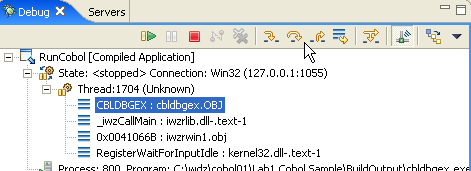 Debug Servers
RunCobol [Compiled Application]
State: <stopped> Connection: Win32 (127.0.0.1:1055)
Thread:1704 (Unknown)
CBLDBGEX : cbldbgex.OBJ
_iwzCallMain : iwzrlib.dll-.text-1
0x0041066B : iwzrwin1.obj
RegisterWaitForInputIdle : kernel32.dll-.text-1
Process: 800 Program: C:\wdz\cobol01\Lab1 Cobol Sample\BuildOutput\cbldbgex.exe